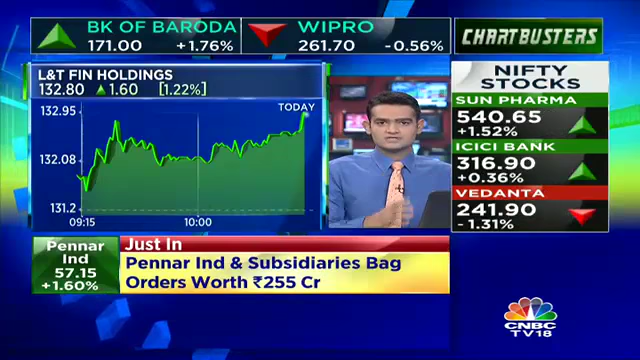 BK OF BARODA
171.00 +1.76%
WIPRO
261.70 -0.56%
CHARTBUSTERS
L&T FIN HOLDINGS
132.80 1.60 [1.22%]
TODAY
132.95
132.08
131.2
09:15 10:00
NIFTY
STOCKS
SUN PHARMA
540.65
+1.52%
ICICI BANK
316.90
+0.36%
VEDANTA
241.90
-1.31%
Pennar
Ind
57.15
+1.60%
Just In
Pennar Ind & Subsidiaries Bag
Orders Worth ₹255 Cr
CNBC
TV18